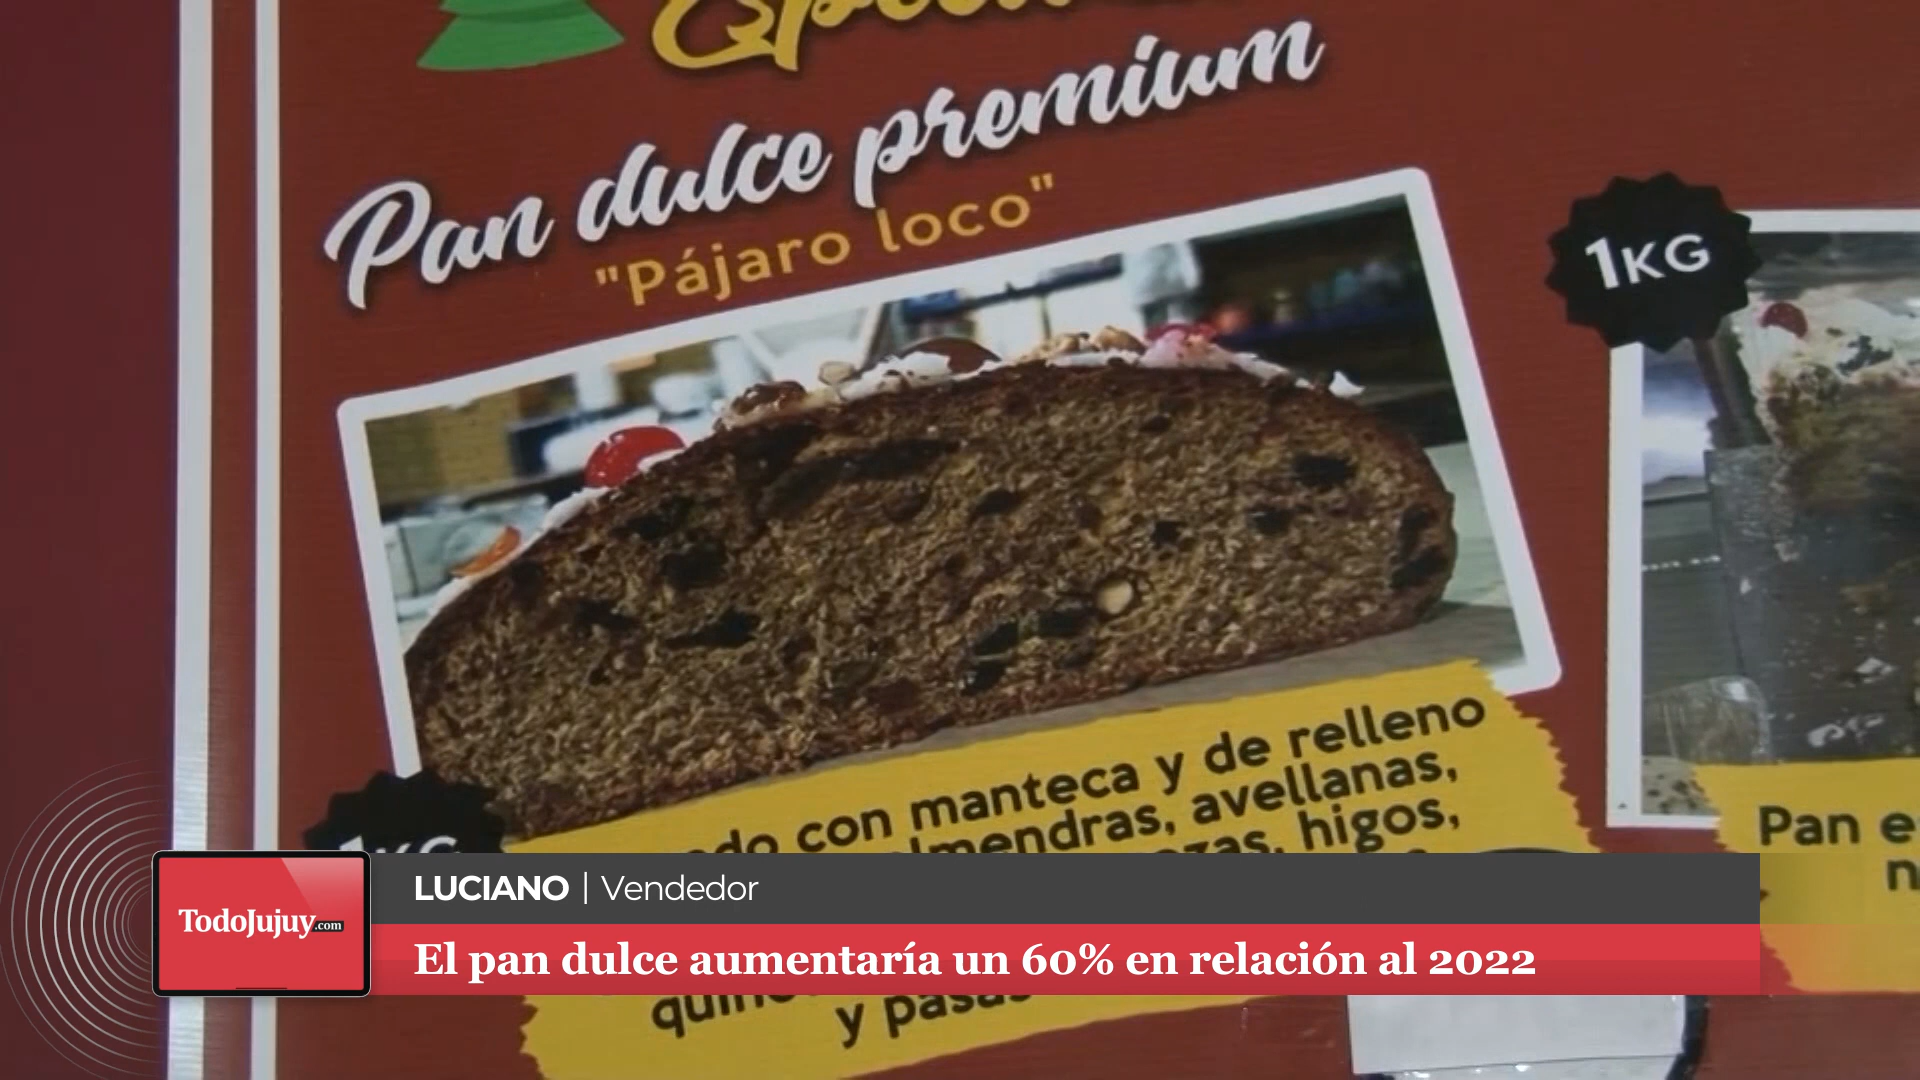 Pan dulce premium
"Pájaro loco"
1KG
con manteca y de relleno
avellanas,
higos,
1KG
Pan
LUCIANO | Vendedor
TodoJujuy.com
El pan dulce aumentaría un 60% en relación al 2022
y